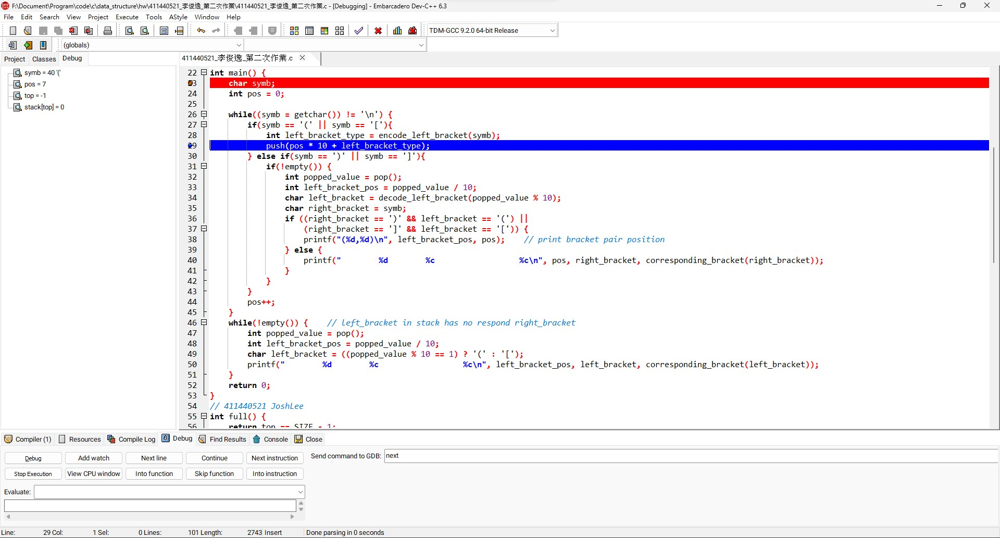 F:\Document\Program\code\c\data_structure\hw\411440521_李俊逸_第二次作業\411440521_李俊逸_第二次作業.c - [Debugging] - Embarcadero Dev-C++ 6.3
File Edit Search View Project Execute Tools AStyle Window Help
TDM-GCC 9.2.0 64-bit Release
(globals)
Project Classes Debug
411440521_李俊逸_第二次作業.c
symb = 40 '('
pos = 7
top = -1
stack[top] = 0
22 int main() {
23     char symb;
24     int pos = 0;
25
26     while((symb = getchar()) != '\n') {
27         if(symb == '(' || symb == '['){
28             int left_bracket_type = encode_left_bracket(symb);
29             push(pos * 10 + left_bracket_type);
30         } else if(symb == ')' || symb == ']'){
31             if(!empty()) {
32                 int popped_value = pop();
33                 int left_bracket_pos = popped_value / 10;
34                 char left_bracket = decode_left_bracket(popped_value % 10);
35                 char right_bracket = symb;
36                 if ((right_bracket == ')' && left_bracket == '(') ||
37                     (right_bracket == ']' && left_bracket == '[')) {
38                     printf("(%d,%d)\n", left_bracket_pos, pos);    // print bracket pair position
39                 } else {
40                     printf("        %d        %c                  %c\n", pos, right_bracket, corresponding_bracket(right_bracket));
41                 }
42             }
43         }
44         pos++;
45     }
46     while(!empty()) {    // left_bracket in stack has no respond right_bracket
47         int popped_value = pop();
48         int left_bracket_pos = popped_value / 10;
49         char left_bracket = ((popped_value % 10 == 1) ? '(' : '[');
50         printf("        %d        %c                  %c\n", left_bracket_pos, left_bracket, corresponding_bracket(left_bracket));
51     }
52     return 0;
53 }
54 // 411440521 JoshLee
55 int full() {
56     return top == SIZE - 1;
Compiler (1) Resources Compile Log Debug Find Results Console Close
Debug Add watch Next line Continue Next instruction Send command to GDB: next
Stop Execution View CPU window Into function Skip function Into instruction
Evaluate:
Line: 29 Col: 1 Sel: 0 Lines: 101 Length: 2743 Insert Done parsing in 0 seconds